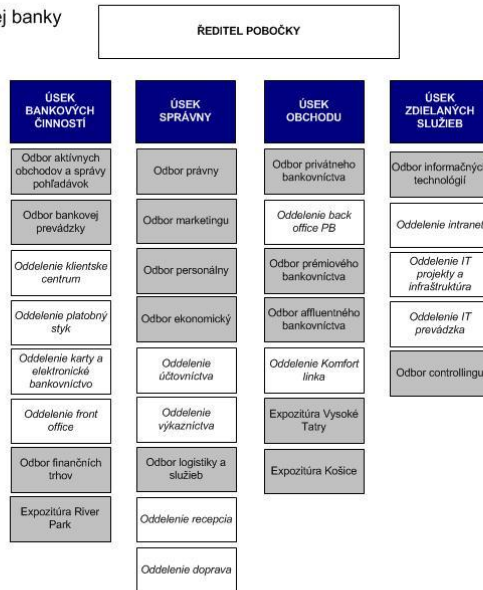 banky
ŘEDITEL POBOČKY
ÚSEK
BANKOVÝCH
ČINNOSTÍ
Odbor aktívnych
obchodov a správy
pohľadávok
Odbor bankovej
prevádzky
Oddelenie klientske
centrum
Oddelenie platobný
styk
Oddelenie karty a
elektronické
bankovníctvo
Oddelenie front
office
Odbor finančních
trhov
Expozitúra River
Park
ÚSEK
SPRÁVNY
Odbor právny
Odbor marketingu
Odbor personálny
Odbor ekonomický
Oddelenie
účtovníctva
Oddelenie
výkazníctva
Odbor logistiky a
služieb
Oddelenie recepcia
Oddelenie doprava
ÚSEK
OBCHODU
Odbor privátneho
bankovníctva
Oddelenie back
office PB
Odbor prémiového
bankovníctva
Odbor affluentného
bankovníctva
Oddelenie Komfort
linka
Expozitúra Vysoké
Tatry
Expozitúra Košice
ÚSEK
ZDIELANÝCH
SLUŽIEB
Odbor informačných
technológií
Oddelenie intranet
Oddelenie IT
projekty a
infraštruktúra
Oddelenie IT
prevádzka
Odbor controllingu